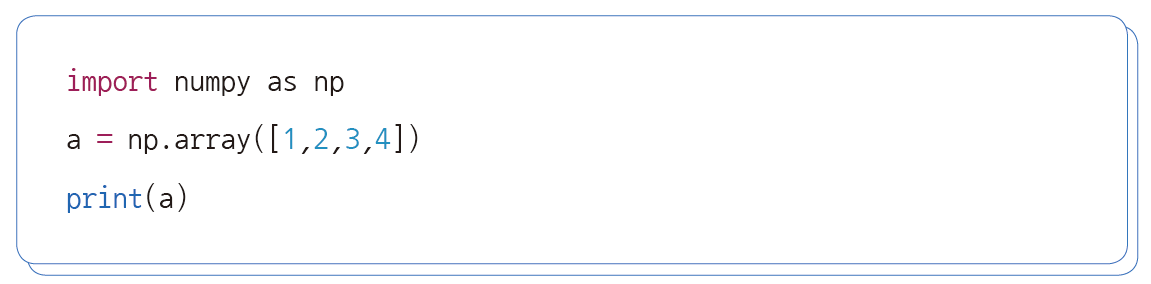 import numpy as np
a = np.array([1,2,3,4])
print(a)